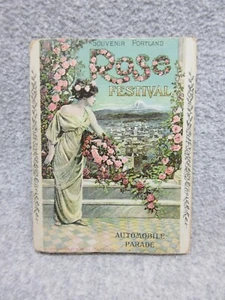 SOUVENIR PORTLAND
Rose
FESTIVAL
AUTOMOBILE
PARADE